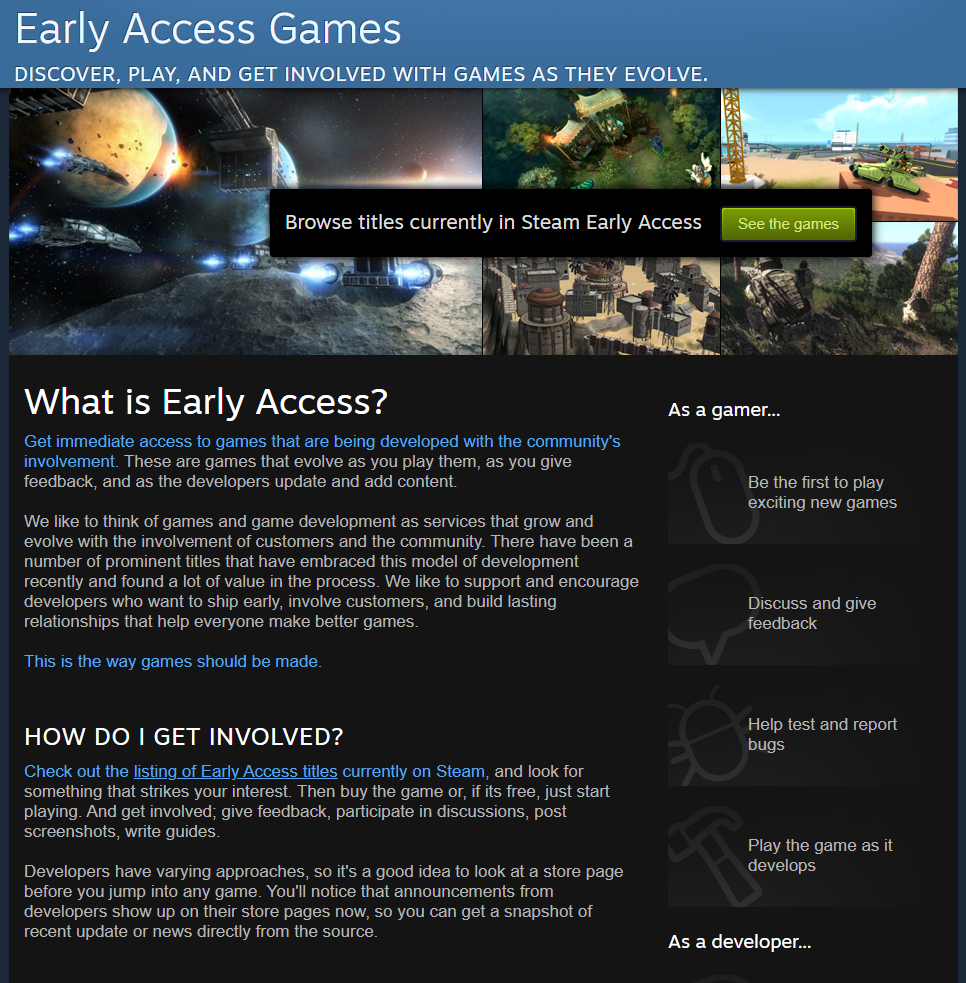 Early Access Games
DISCOVER, PLAY, AND GET INVOLVED WITH GAMES AS THEY EVOLVE.
Browse titles currently in Steam Early Access
See the games
What is Early Access?
Get immediate access to games that are being developed with the community's
involvement. These are games that evolve as you play them, as you give
feedback, and as the developers update and add content.
We like to think of games and game development as services that grow and
evolve with the involvement of customers and the community. There have been a
number of prominent titles that have embraced this model of development
recently and found a lot of value in the process. We like to support and encourage
developers who want to ship early, involve customers, and build lasting
relationships that help everyone make better games.
This is the way games should be made.
HOW DO I GET INVOLVED?
Check out the listing of Early Access titles currently on Steam, and look for
something that strikes your interest. Then buy the game or, if its free, just start
playing. And get involved; give feedback, participate in discussions, post
screenshots, write guides.
Developers have varying approaches, so it's a good idea to look at a store page
before you jump into any game. You'll notice that announcements from
developers show up on their store pages now, so you can get a snapshot of
recent update or news directly from the source.
As a gamer...
Be the first to play
exciting new games
Discuss and give
feedback
Help test and report
bugs
Play the game as it
develops
As a developer...